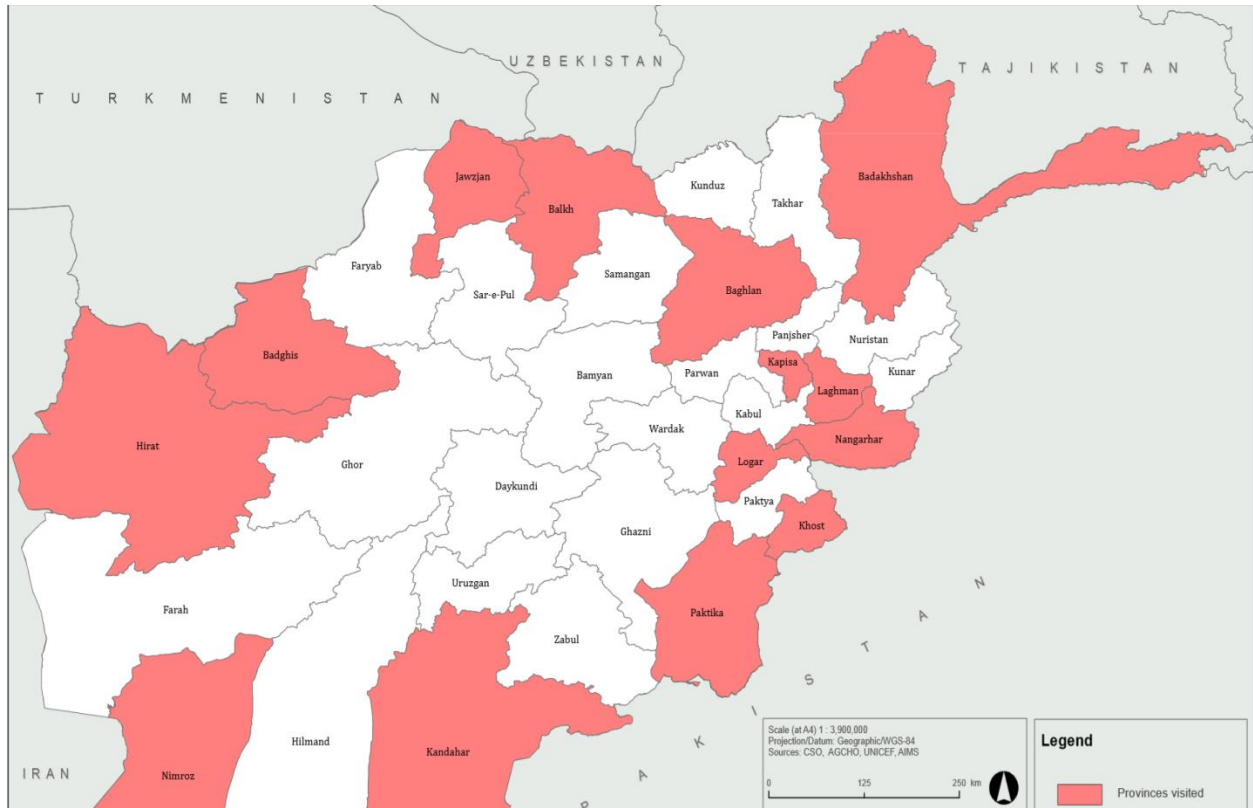 UZBEKISTAN
TAJIKISTAN
TURKMENISTAN
Jawzjan
Balkh
Kunduz
Takhar
Badakhshan
Faryab
Sar-e-Pul
Samangan
Baghlan
Panjsher
Nuristan
Badghis
Bamyan
Parwan
Kapisa
Laghman
Kunar
Kabul
Wardak
Hirat
Ghor
Nangarhar
Logar
Daykundi
Paktya
Khost
Ghazni
Uruzgan
Farah
Zabul
Paktika
PAKISTAN
Hilmand
Kandahar
Nimroz
IRAN
Scale (at A4) 1 : 3,900,000
Projection/Datum: Geographic/WGS-84
Sources: CSO, AGCHO, UNICEF, AIMS
0 125 250 km
Legend
Provinces visited